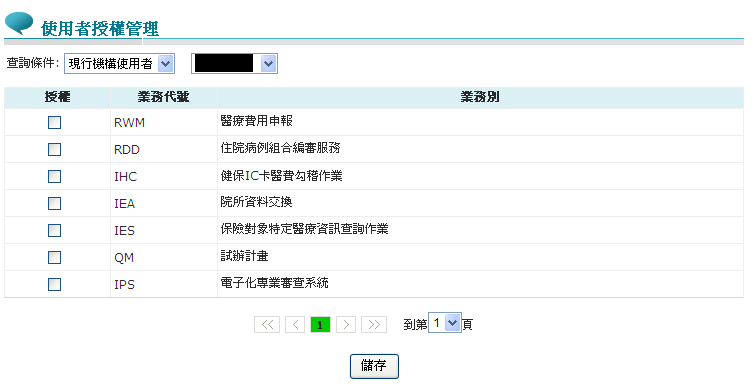 使用者授權管理
查詢條件: 現行機構使用者
授權 業務代號 業務別
RWM 醫療費用申報
RDD 住院病例組合編審服務
IHC 健保IC卡醫費勾稽作業
IEA 院所資料交換
IES 保險對象特定醫療資訊查詢作業
QM 試辦計畫
IPS 電子化專業審查系統
<< < 1 > >> 到第 1 頁
儲存